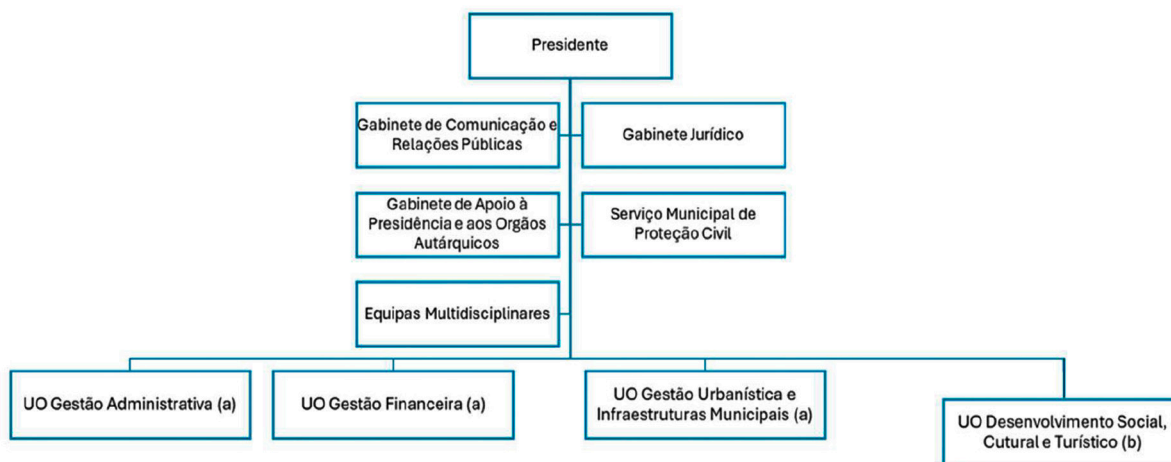 Presidente
Gabinete de Comunicação e
Relações Públicas
Gabinete Jurídico
Gabinete de Apoio à
Presidência e aos Orgãos
Autárquicos
Serviço Municipal de
Proteção Civil
Equipas Multidisciplinares
UO Gestão Administrativa (a)
UO Gestão Financeira (a)
UO Gestão Urbanística e
Infraestruturas Municipais (a)
UO Desenvolvimento Social,
Cutural e Turístico (b)